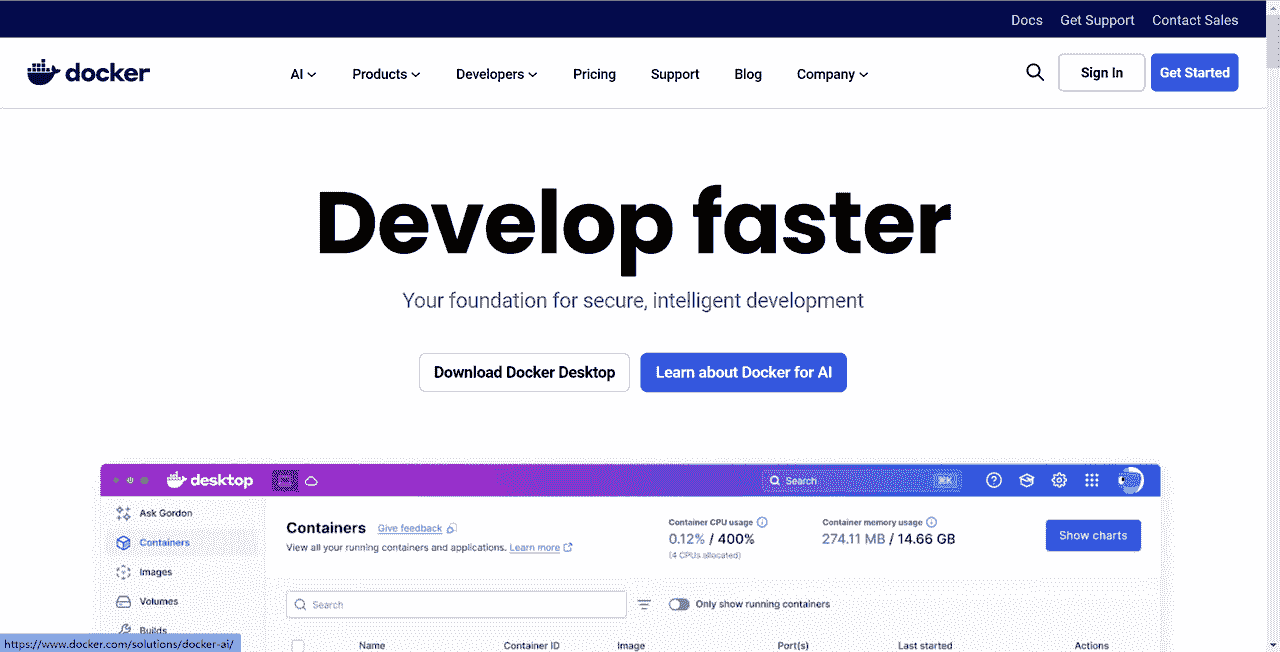 Docs Get Support Contact Sales
docker AI Products Developers Pricing Support Blog Company Sign In Get Started
Develop faster
Your foundation for secure, intelligent development
Download Docker Desktop Learn about Docker for AI
desktop Search ⌘K
Ask Gordon
Containers
Images
Volumes
Builds
Containers Give feedback
View all your running containers and applications. Learn more
Container CPU usage
0.12% / 400%
(4 CPUs allocated)
Container memory usage
274.11 MB / 14.66 GB
Show charts
Search
Only show running containers
Name Container ID Image Port(s) Last started Actions
https://www.docker.com/solutions/docker-ai/